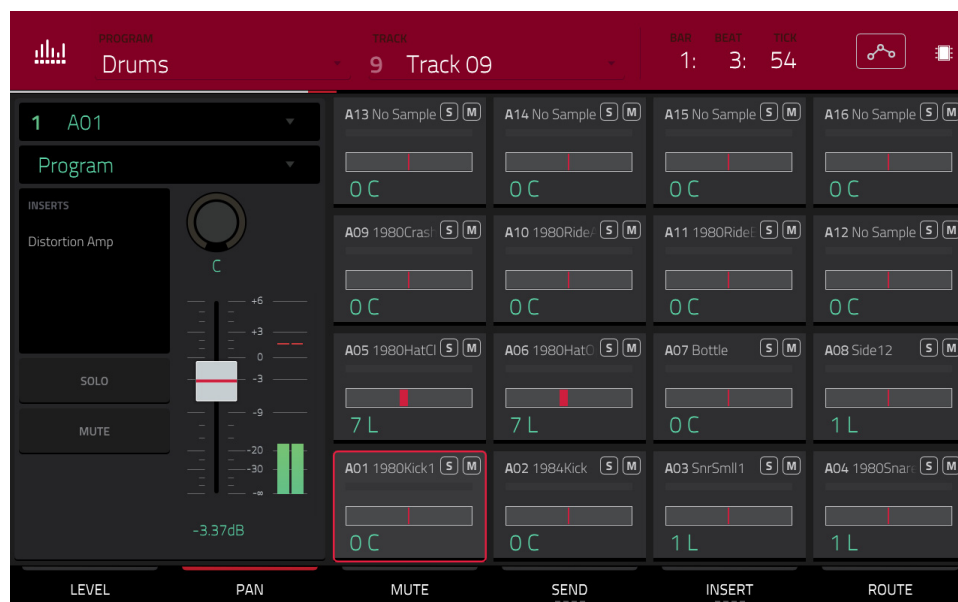 PROGRAM
Drums
TRACK
9 Track 09
BAR BEAT TICK
1: 3: 54
1 A01
Program
INSERTS
Distortion Amp
C
+6
+3
0
-3
-9
-20
-30
-∞
SOLO
MUTE
-3.37dB
A13 No Sample S M
0 C
A14 No Sample S M
0 C
A15 No Sample S M
0 C
A16 No Sample S M
0 C
A09 1980Crash S M
0 C
A10 1980Ride S M
0 C
A11 1980Ride S M
0 C
A12 No Sample S M
0 C
A05 1980HatCl S M
7 L
A06 1980Hat S M
7 L
A07 Bottle S M
0 C
A08 Side12 S M
1 L
A01 1980Kick1 S M
0 C
A02 1984Kick S M
0 C
A03 SnrSmll1 S M
1 L
A04 1980Snar S M
1 L
LEVEL PAN MUTE SEND INSERT ROUTE